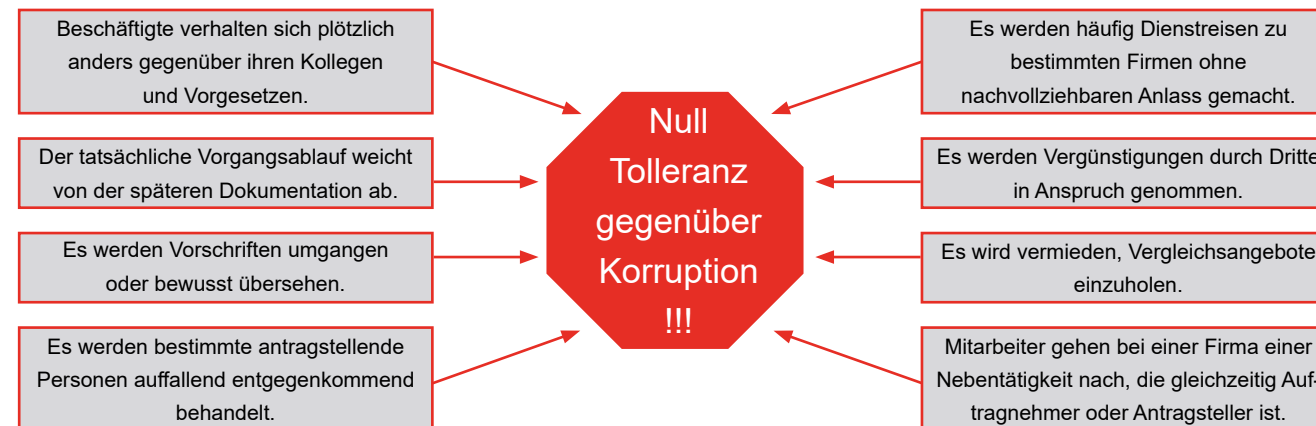 Beschäftigte verhalten sich plötzlich
anders gegenüber ihren Kollegen
und Vorgesetzen.
Der tatsächliche Vorgangsablauf weicht
von der späteren Dokumentation ab.
Es werden Vorschriften umgangen
oder bewusst übersehen.
Es werden bestimmte antragstellende
Personen auffallend entgegenkommend
behandelt.
Null
Tolleranz
gegenüber
Korruption
!!!
Es werden häufig Dienstreisen zu
bestimmten Firmen ohne
nachvollziehbaren Anlass gemacht.
Es werden Vergünstigungen durch Dritte
in Anspruch genommen.
Es wird vermieden, Vergleichsangebote
einzuholen.
Mitarbeiter gehen bei einer Firma einer
Nebentätigkeit nach, die gleichzeitig Auf-
tragnehmer oder Antragsteller ist.